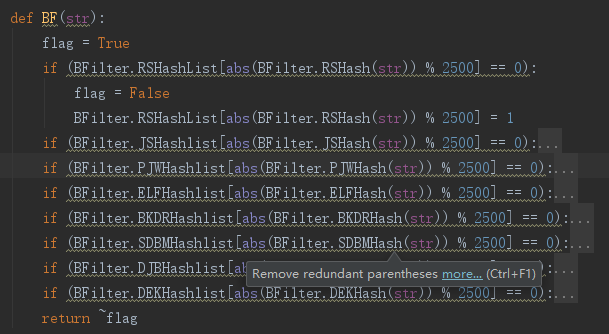 def BF(str):
    flag = True
    if (BFilter.RSHashList[abs(BFilter.RSHash(str)) % 2500] == 0):
        flag = False
        BFilter.RSHashList[abs(BFilter.RSHash(str)) % 2500] = 1
    if (BFilter.JSHashList[abs(BFilter.JSHash(str)) % 2500] == 0):...
    if (BFilter.PJWHashlist[abs(BFilter.PJWHash(str)) % 2500] == 0):...
    if (BFilter.ELFHashlist[abs(BFilter.ELFHash(str)) % 2500] == 0):...
    if (BFilter.BKDRHashlist[abs(BFilter.BKDRHash(str)) % 2500] == 0):...
    if (BFilter.SDBMHashlist[abs(BFilter.SDBMHash(str)) % 2500] == 0):...
    if (BFilter.DJBHashlist[ab == 0):...
Remove redundant parentheses more... (Ctrl+F1)
    if (BFilter.DEKHashlist[abs(BFilter.DEKHash(str)) % 2500] == 0):...
    return ~flag